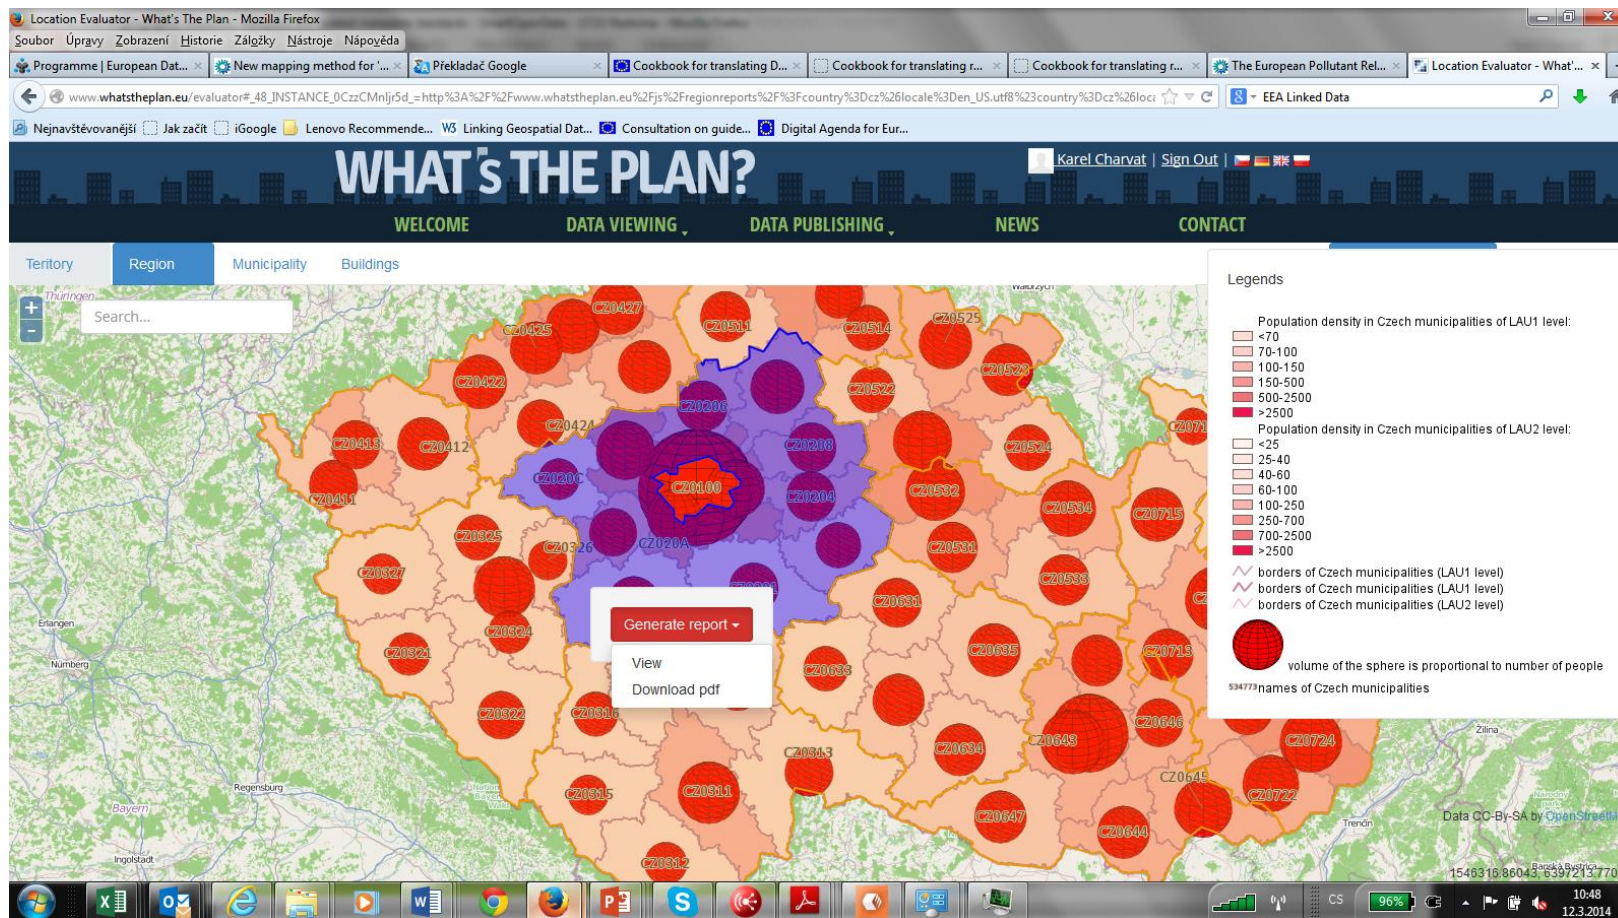 Location Evaluator - What's The Plan - Mozilla Firefox
Soubor Úpravy Zobrazení Historie Záložky Nástroje Nápověda
Programme | European Dat... New mapping method for '... Překladač Google Cookbook for translating D... Cookbook for translating r... Cookbook for translating r... The European Pollutant Rel... Location Evaluator - What'...
www.whatstheplan.eu/evaluator#_48_INSTANCE_0CzzCMnljr5d_=http%3A%2F%2Fwww.whatstheplan.eu%2Fjs%2Fregionreports%2F%3Fcountry%3Dcz%26locale%3Den_US.utf8%23country%3Dcz%26loca EEA Linked Data
Nejnavštěvovanější Jak začít iGoogle Lenovo Recommende... Linking Geospatial Dat... Consultation on guide... Digital Agenda for Eur...
WHAT's THE PLAN?
Karel Charvat | Sign Out |
WELCOME DATA VIEWING DATA PUBLISHING NEWS CONTACT
Teritory Region Municipality Buildings
Legends
Population density in Czech municipalities of LAU1 level:
<70
70-100
100-150
150-500
500-2500
>2500
Population density in Czech municipalities of LAU2 level:
<25
25-40
40-60
60-100
100-250
250-700
700-2500
>2500
borders of Czech municipalities (LAU1 level)
borders of Czech municipalities (LAU1 level)
borders of Czech municipalities (LAU2 level)
volume of the sphere is proportional to number of people
534773 names of Czech municipalities
+
-
Search...
Thüringen
CZ0427
CZ0425
CZ0511
CZ0514
CZ0525
CZ0422
CZ0523
CZ0522
CZ0206
CZ0424
CZ0413
CZ0412
CZ0208
CZ0524
CZ020C
CZ0100
CZ0204
CZ0532
CZ0411
CZ0534
CZ0715
CZ0325
CZ0326
CZ020A
CZ0531
CZ0327
CZ0533
CZ0631
Erlangen
CZ0324
CZ0321
Nürnberg
CZ0633
CZ0635
CZ0713
Generate report
View
Download pdf
CZ0322
CZ0316
CZ0646
CZ0643
CZ0634
CZ0313
CZ0724
Žilina
CZ0645
Regensburg
CZ0315
CZ0311
CZ0722
Bayern
CZ0647
CZ0644
Trenčín
Data CC-By-SA by OpenStreetM
Ingolstadt
CZ0312
Banská Bystrica
1546316.86043, 6397213.770
CS 96% 10:48
12.3.2014